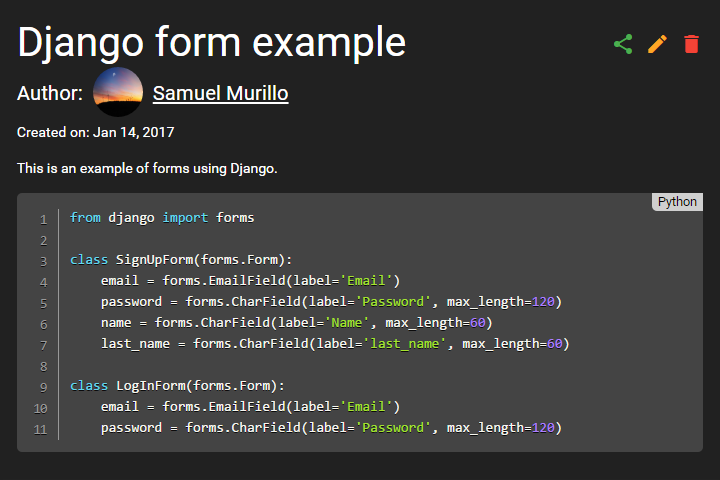 Django form example
Author: Samuel Murillo
Created on: Jan 14, 2017
This is an example of forms using Django.
Python
1 from django import forms
2
3 class SignUpForm(forms.Form):
4     email = forms.EmailField(label='Email')
5     password = forms.CharField(label='Password', max_length=120)
6     name = forms.CharField(label='Name', max_length=60)
7     last_name = forms.CharField(label='last_name', max_length=60)
8
9 class LogInForm(forms.Form):
10     email = forms.EmailField(label='Email')
11     password = forms.CharField(label='Password', max_length=120)